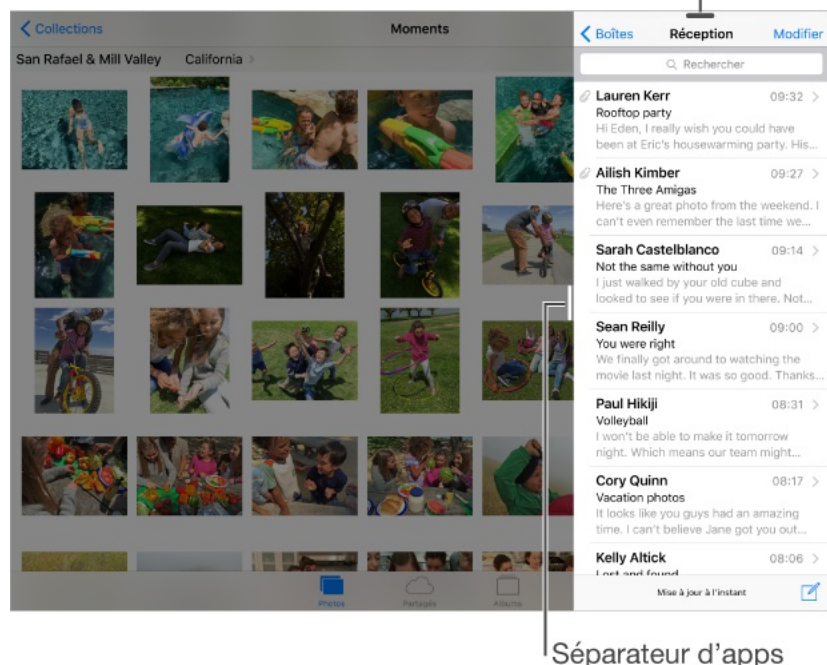 Collections
Moments
San Rafael & Mill Valley California
Photos
Partagés
Albums
Boîtes Réception Modifier
Rechercher
Lauren Kerr 09:32
Rooftop party
Hi Eden, I really wish you could have
been at Eric's housewarming party. His...
Ailish Kimber 09:27
The Three Amigas
Here's a great photo from the weekend. I
can't even remember the last time we...
Sarah Castelblanco 09:14
Not the same without you
I just walked by your old cube and
looked to see if you were in there. Not...
Sean Reilly 09:00
You were right
We finally got around to watching the
movie last night. It was so good. Thanks...
Paul Hikiji 08:31
Volleyball
I won't be able to make it tomorrow
night. Which means our team might...
Cory Quinn 08:17
Vacation photos
It looks like you guys had an amazing
time. I can't believe Jane got you out...
Kelly Altick 08:06
Lost and found
Mise à jour à l'instant
Séparateur d'apps